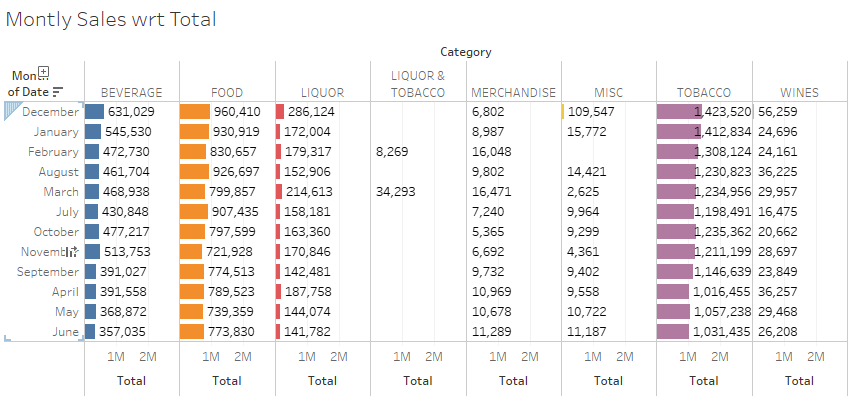 Montly Sales wrt Total
Category
Mon..
of Date
BEVERAGE FOOD LIQUOR LIQUOR & TOBACCO MERCHANDISE MISC TOBACCO WINES
December 631,029 960,410 286,124 6,802 109,547 1,423,520 56,259
January 545,530 930,919 172,004 8,987 15,772 1,412,834 24,696
February 472,730 830,657 179,317 8,269 16,048 1,308,124 24,161
August 461,704 926,697 152,906 9,802 14,421 1,230,823 36,225
March 468,938 799,857 214,613 34,293 16,471 2,625 1,234,956 29,957
July 430,848 907,435 158,181 7,240 9,964 1,198,491 16,475
October 477,217 797,599 163,360 5,365 9,299 1,235,362 20,662
Novemb 513,753 721,928 170,846 6,692 4,361 1,211,199 28,697
September 391,027 774,513 142,481 9,732 9,402 1,146,639 23,849
April 391,558 789,523 187,758 10,969 9,558 1,016,455 36,257
May 368,872 739,359 144,074 10,678 10,722 1,057,238 29,468
June 357,035 773,830 141,782 11,289 11,187 1,031,435 26,208
1M 2M 1M 2M 1M 2M 1M 2M 1M 2M 1M 2M 1M 2M 1M 2M
Total Total Total Total Total Total Total Total